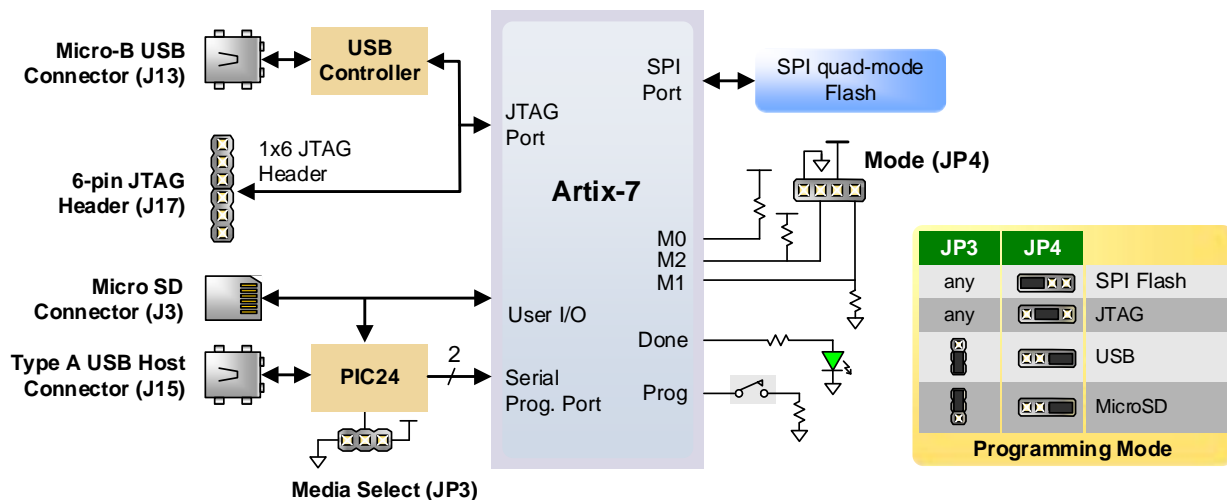 Micro-B USB
Connector (J13)
USB
Controller
6-pin JTAG
Header (J17)
1x6 JTAG
Header
Micro SD
Connector (J3)
Type A USB Host
Connector (J15)
PIC24
2
Media Select (JP3)
JTAG
Port
SPI
Port
Artix-7
M0
M2
M1
User I/O
Done
Serial
Prog. Port
Prog
SPI quad-mode
Flash
Mode (JP4)
JP3 JP4
any SPI Flash
any JTAG
USB
MicroSD
Programming Mode